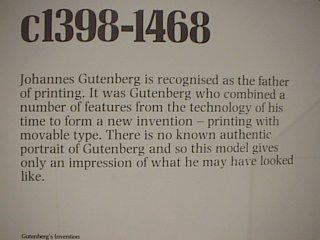 c1398-1468
Johannes Gutenberg is recognised as the father
of printing. It was Gutenberg who combined a
number of features from the technology of his
time to form a new invention – printing with
movable type. There is no known authentic
portrait of Gutenberg and so this model gives
only an impression of what he may have looked
like.
Gutenberg's Invention